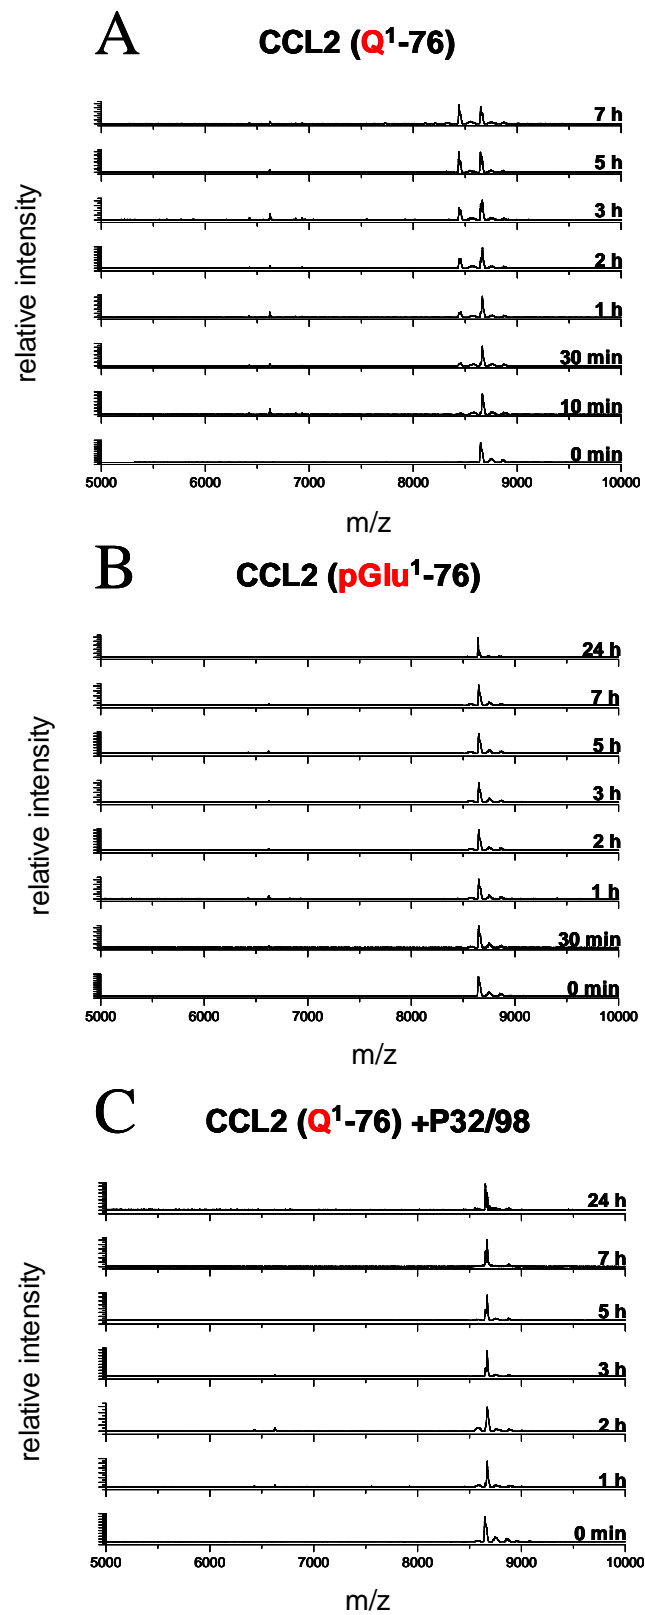 A
CCL2 (Q¹-76)
relative intensity
7 h
5 h
3 h
2 h
1 h
30 min
10 min
0 min
5000 6000 7000 8000 9000 10000
m/z
B
CCL2 (pGlu¹-76)
relative intensity
24 h
7 h
5 h
3 h
2 h
1 h
30 min
0 min
5000 6000 7000 8000 9000 10000
m/z
C
CCL2 (Q¹-76) +P32/98
relative intensity
24 h
7 h
5 h
3 h
2 h
1 h
0 min
5000 6000 7000 8000 9000 10000
m/z